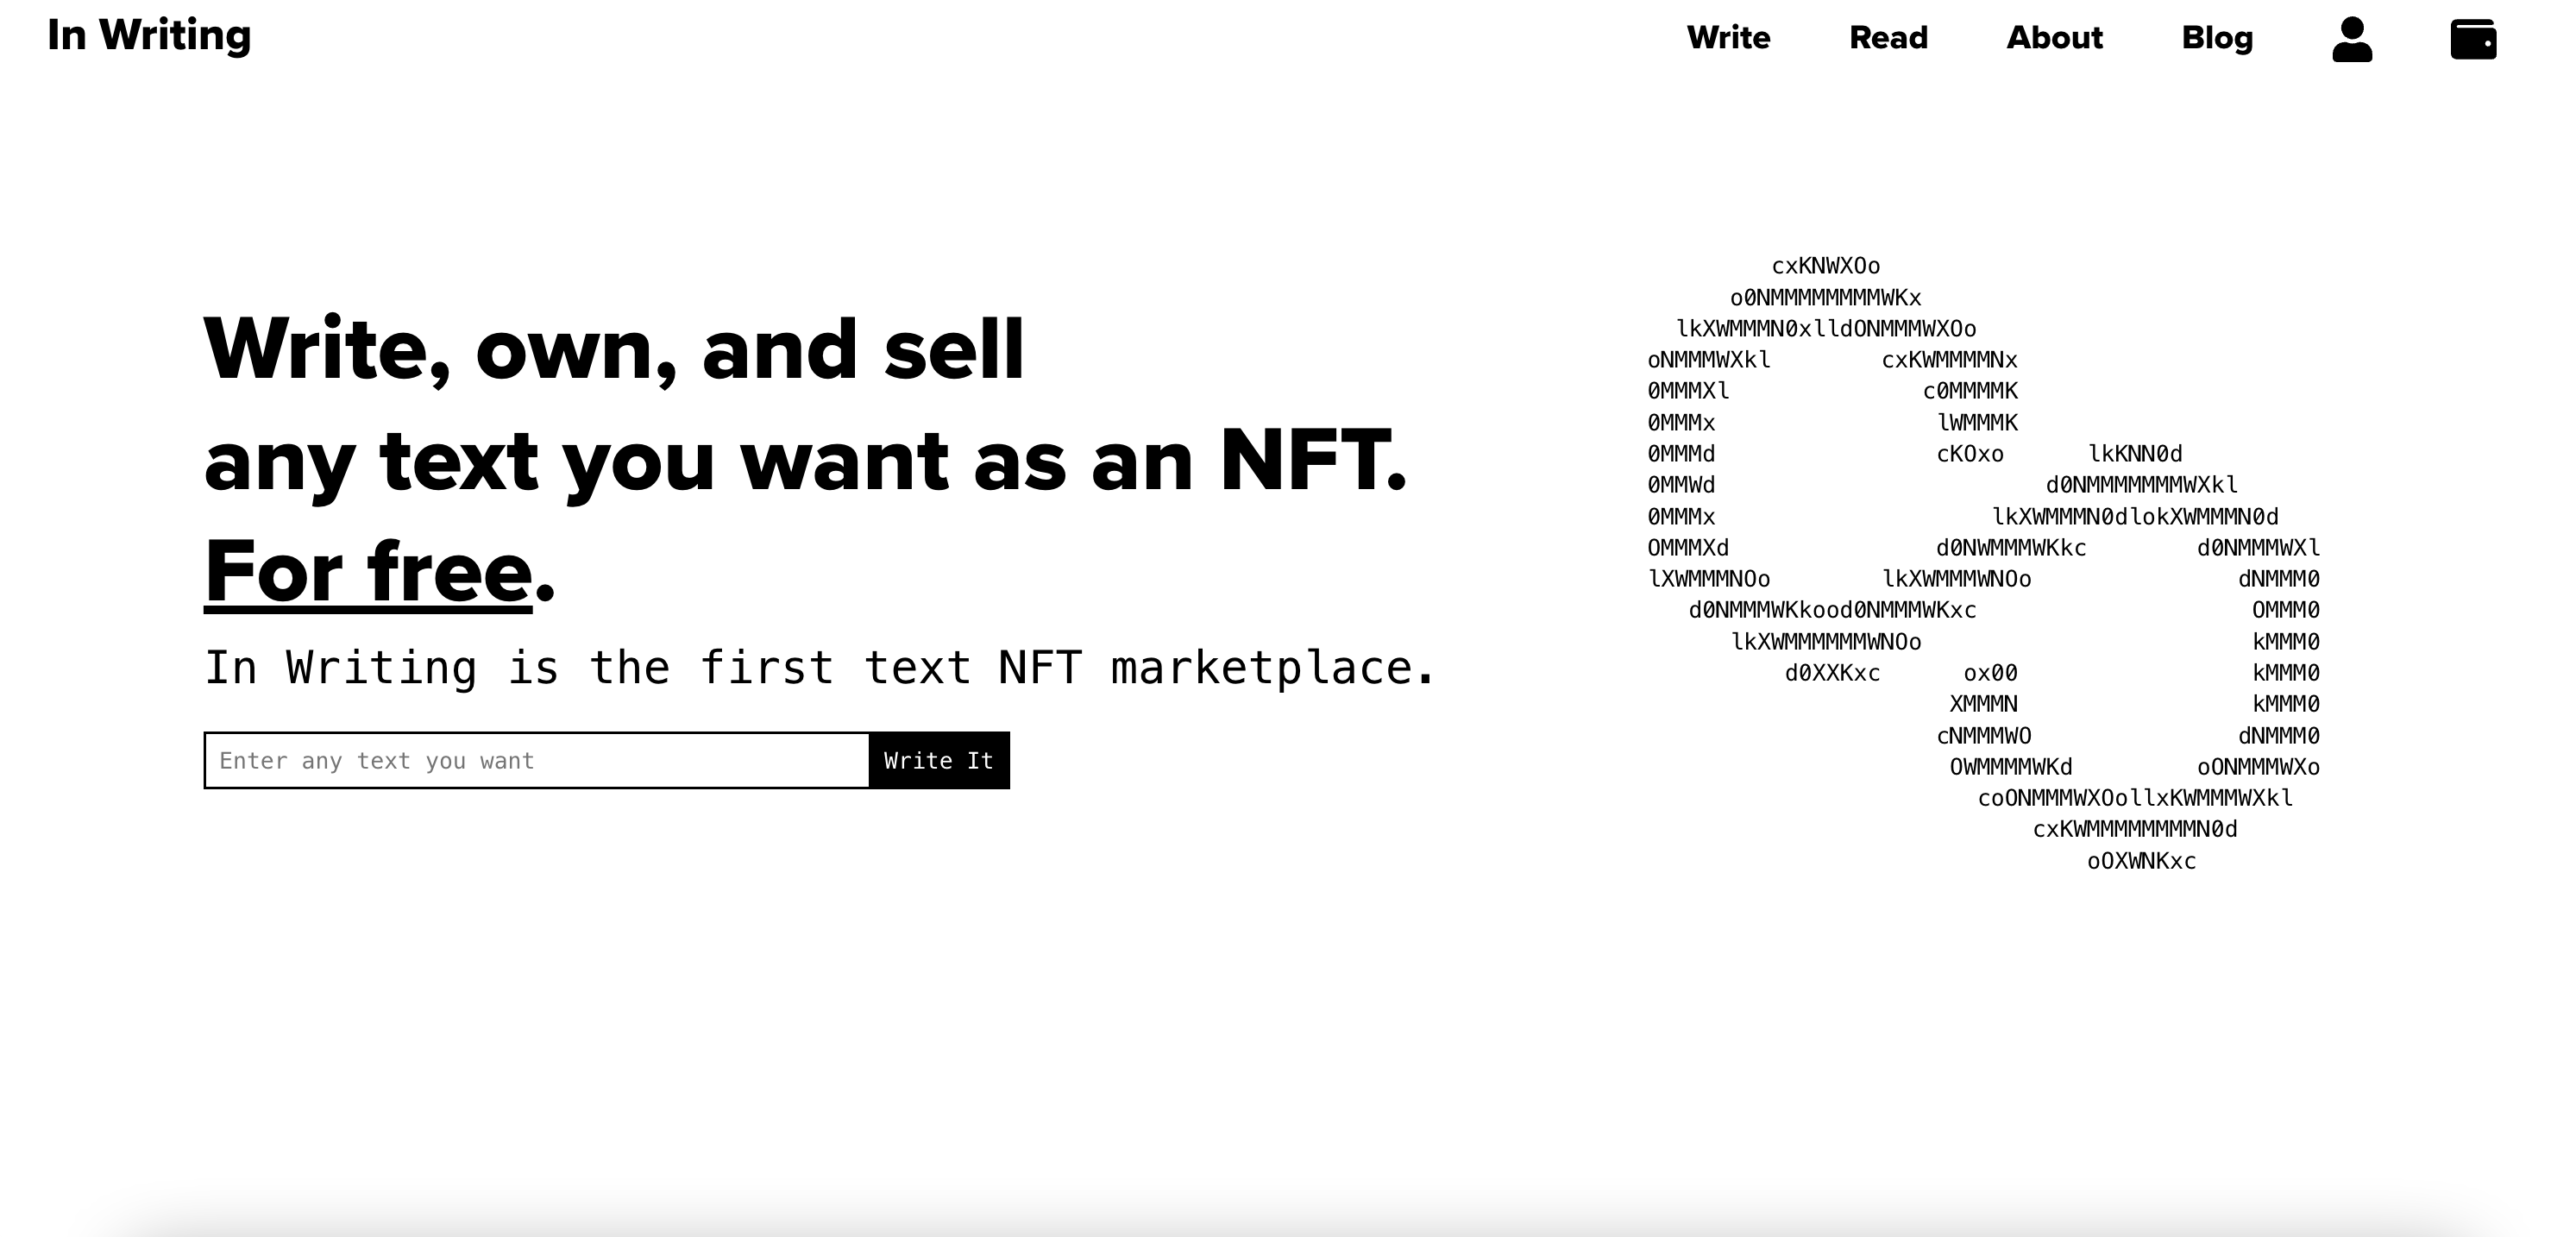 In Writing
Write Read About Blog
Write, own, and sell
any text you want as an NFT.
For free.
In Writing is the first text NFT marketplace.
Enter any text you want
Write It
cxKNWXOo
o0NMMMMMMMMWKx
lkXWMMMN0xlldONMMMWXOo
oNMMMWXkl cxKWMMMMNx
0MMMXl c0MMMMK
0MMMx lWMMMK
0MMMd cKOxo lkKNN0d
0MMWd d0NMMMMMMMWXkl
0MMMx lkXWMMMN0dlokXWMMMN0d
OMMMXd d0NWMMMWKkc d0NMMMWXl
lXWMMMNOo lkXWMMMWNOo dNMMM0
d0NMMMWKkood0NMMMWKxc OMMM0
lkXWMMMMMMWNOo kMMM0
d0XXKxc ox00 kMMM0
XMMMN kMMM0
cNMMMWO dNMMM0
OWMMMMWKd oONMMMWXo
coONMMMWXOollxKWMMMWXkl
cxKWMMMMMMMMN0d
oOXWNKxc